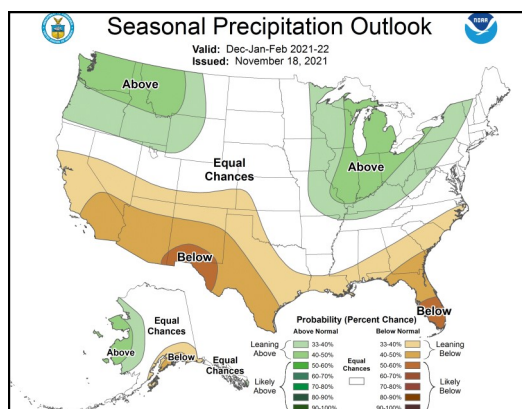 Seasonal Precipitation Outlook
NOAA
Valid: Dec-Jan-Feb 2021-22
Issued: November 18, 2021
Above
Equal
Chances
Above
Below
Below
Equal
Chances
Above
Below
Equal
Chances
Probability (Percent Chance)
Above Normal
Below Normal
Leaning
Above
33-40%
40-50%
50-60%
60-70%
70-80%
80-90%
90-100%
Likely
Above
Equal
Chances
33-40%
40-50%
50-60%
60-70%
70-80%
80-90%
90-100%
Leaning
Below
Likely
Below